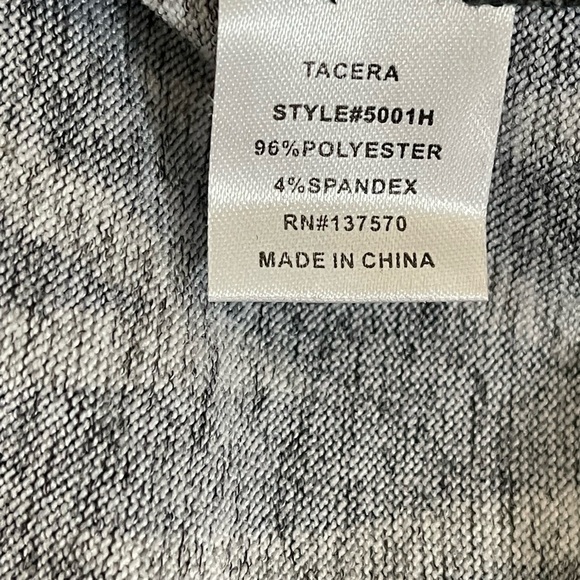 TACERA
STYLE#5001H
96%POLYESTER
4%SPANDEX
RN#137570
MADE IN CHINA